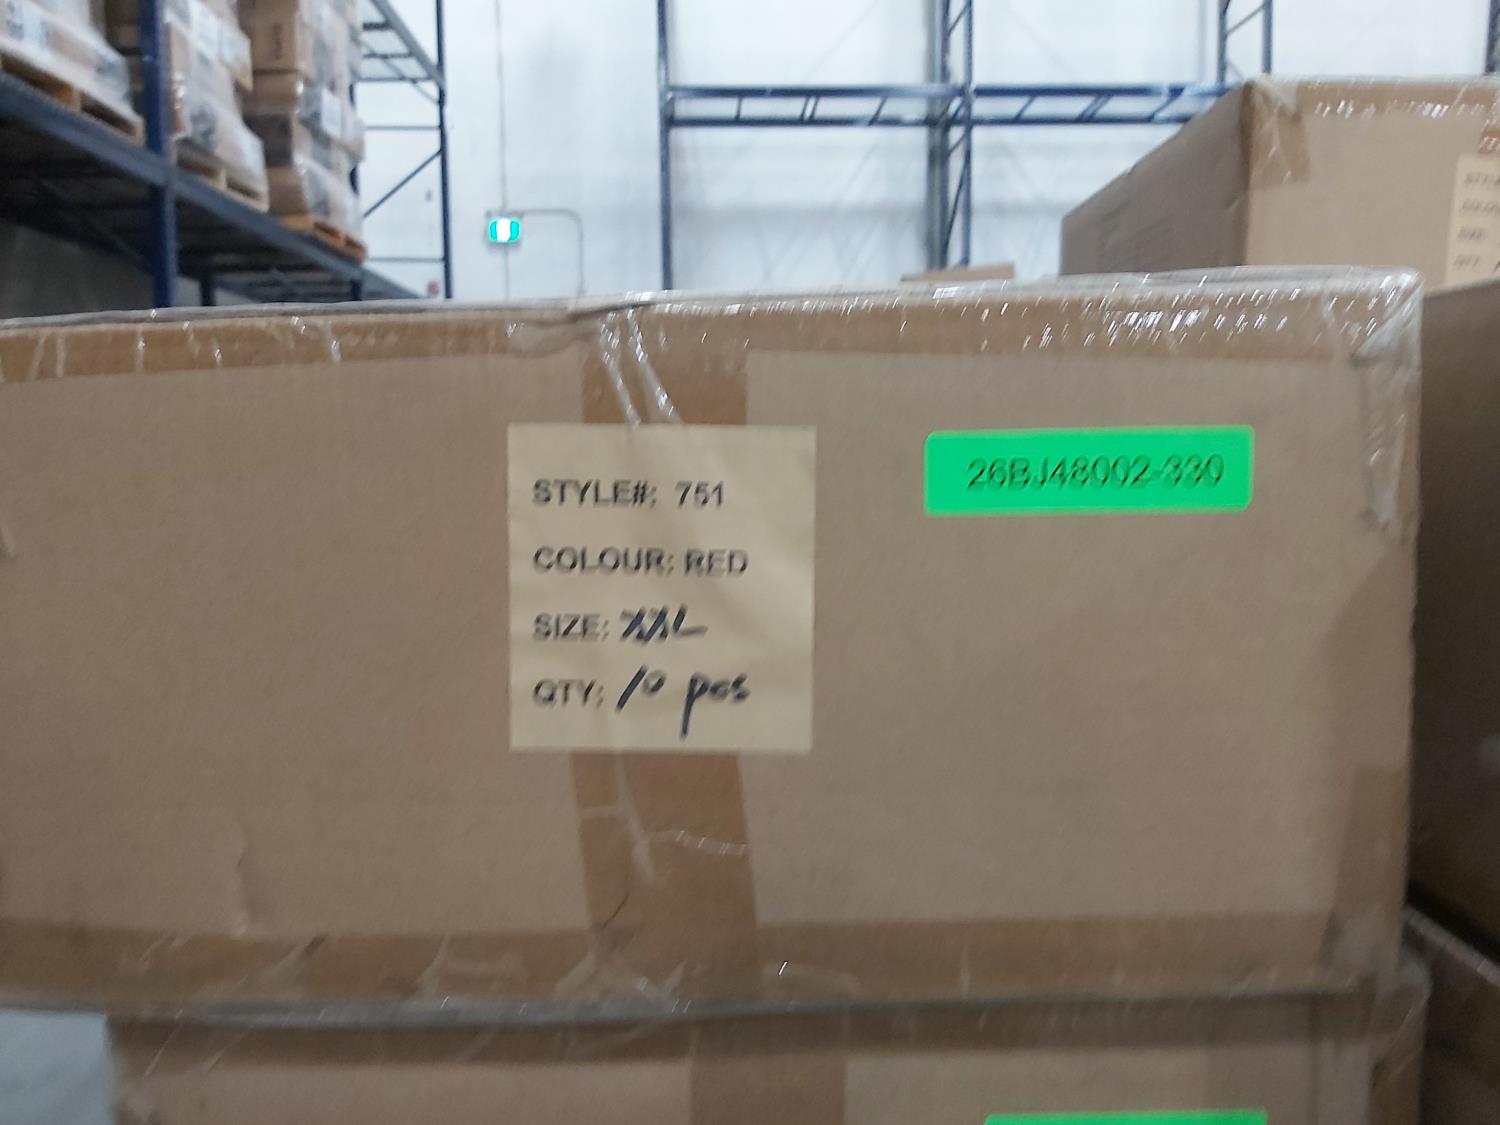 STYLE#: 751
COLOUR: RED
SIZE: XXL
QTY: 10 pcs
26BJ48002-330